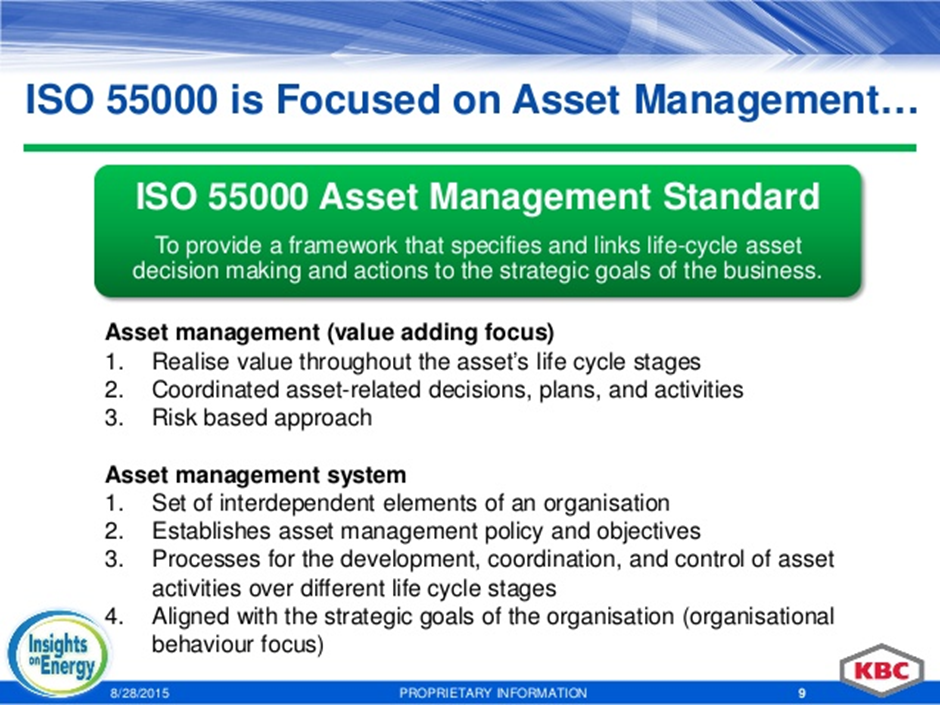 ISO 55000 is Focused on Asset Management…
ISO 55000 Asset Management Standard
To provide a framework that specifies and links life-cycle asset
decision making and actions to the strategic goals of the business.
Asset management (value adding focus)
1. Realise value throughout the asset's life cycle stages
2. Coordinated asset-related decisions, plans, and activities
3. Risk based approach
Asset management system
1. Set of interdependent elements of an organisation
2. Establishes asset management policy and objectives
3. Processes for the development, coordination, and control of asset
activities over different life cycle stages
4. Aligned with the strategic goals of the organisation (organisational
behaviour focus)
Insights
on Energy
KBC
8/28/2015 PROPRIETARY INFORMATION 9